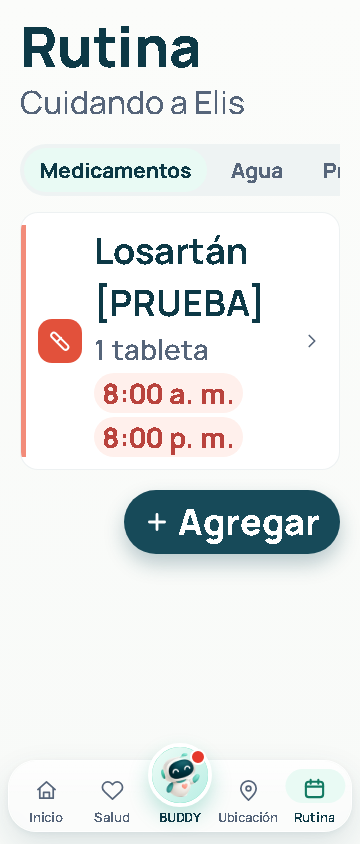 Rutina
Cuidando a Elis
Medicamentos Agua
Losartán
[PRUEBA]
1 tableta
8:00 a. m.
8:00 p. m.
+ Agregar
Inicio Salud BUDDY Ubicación Rutina